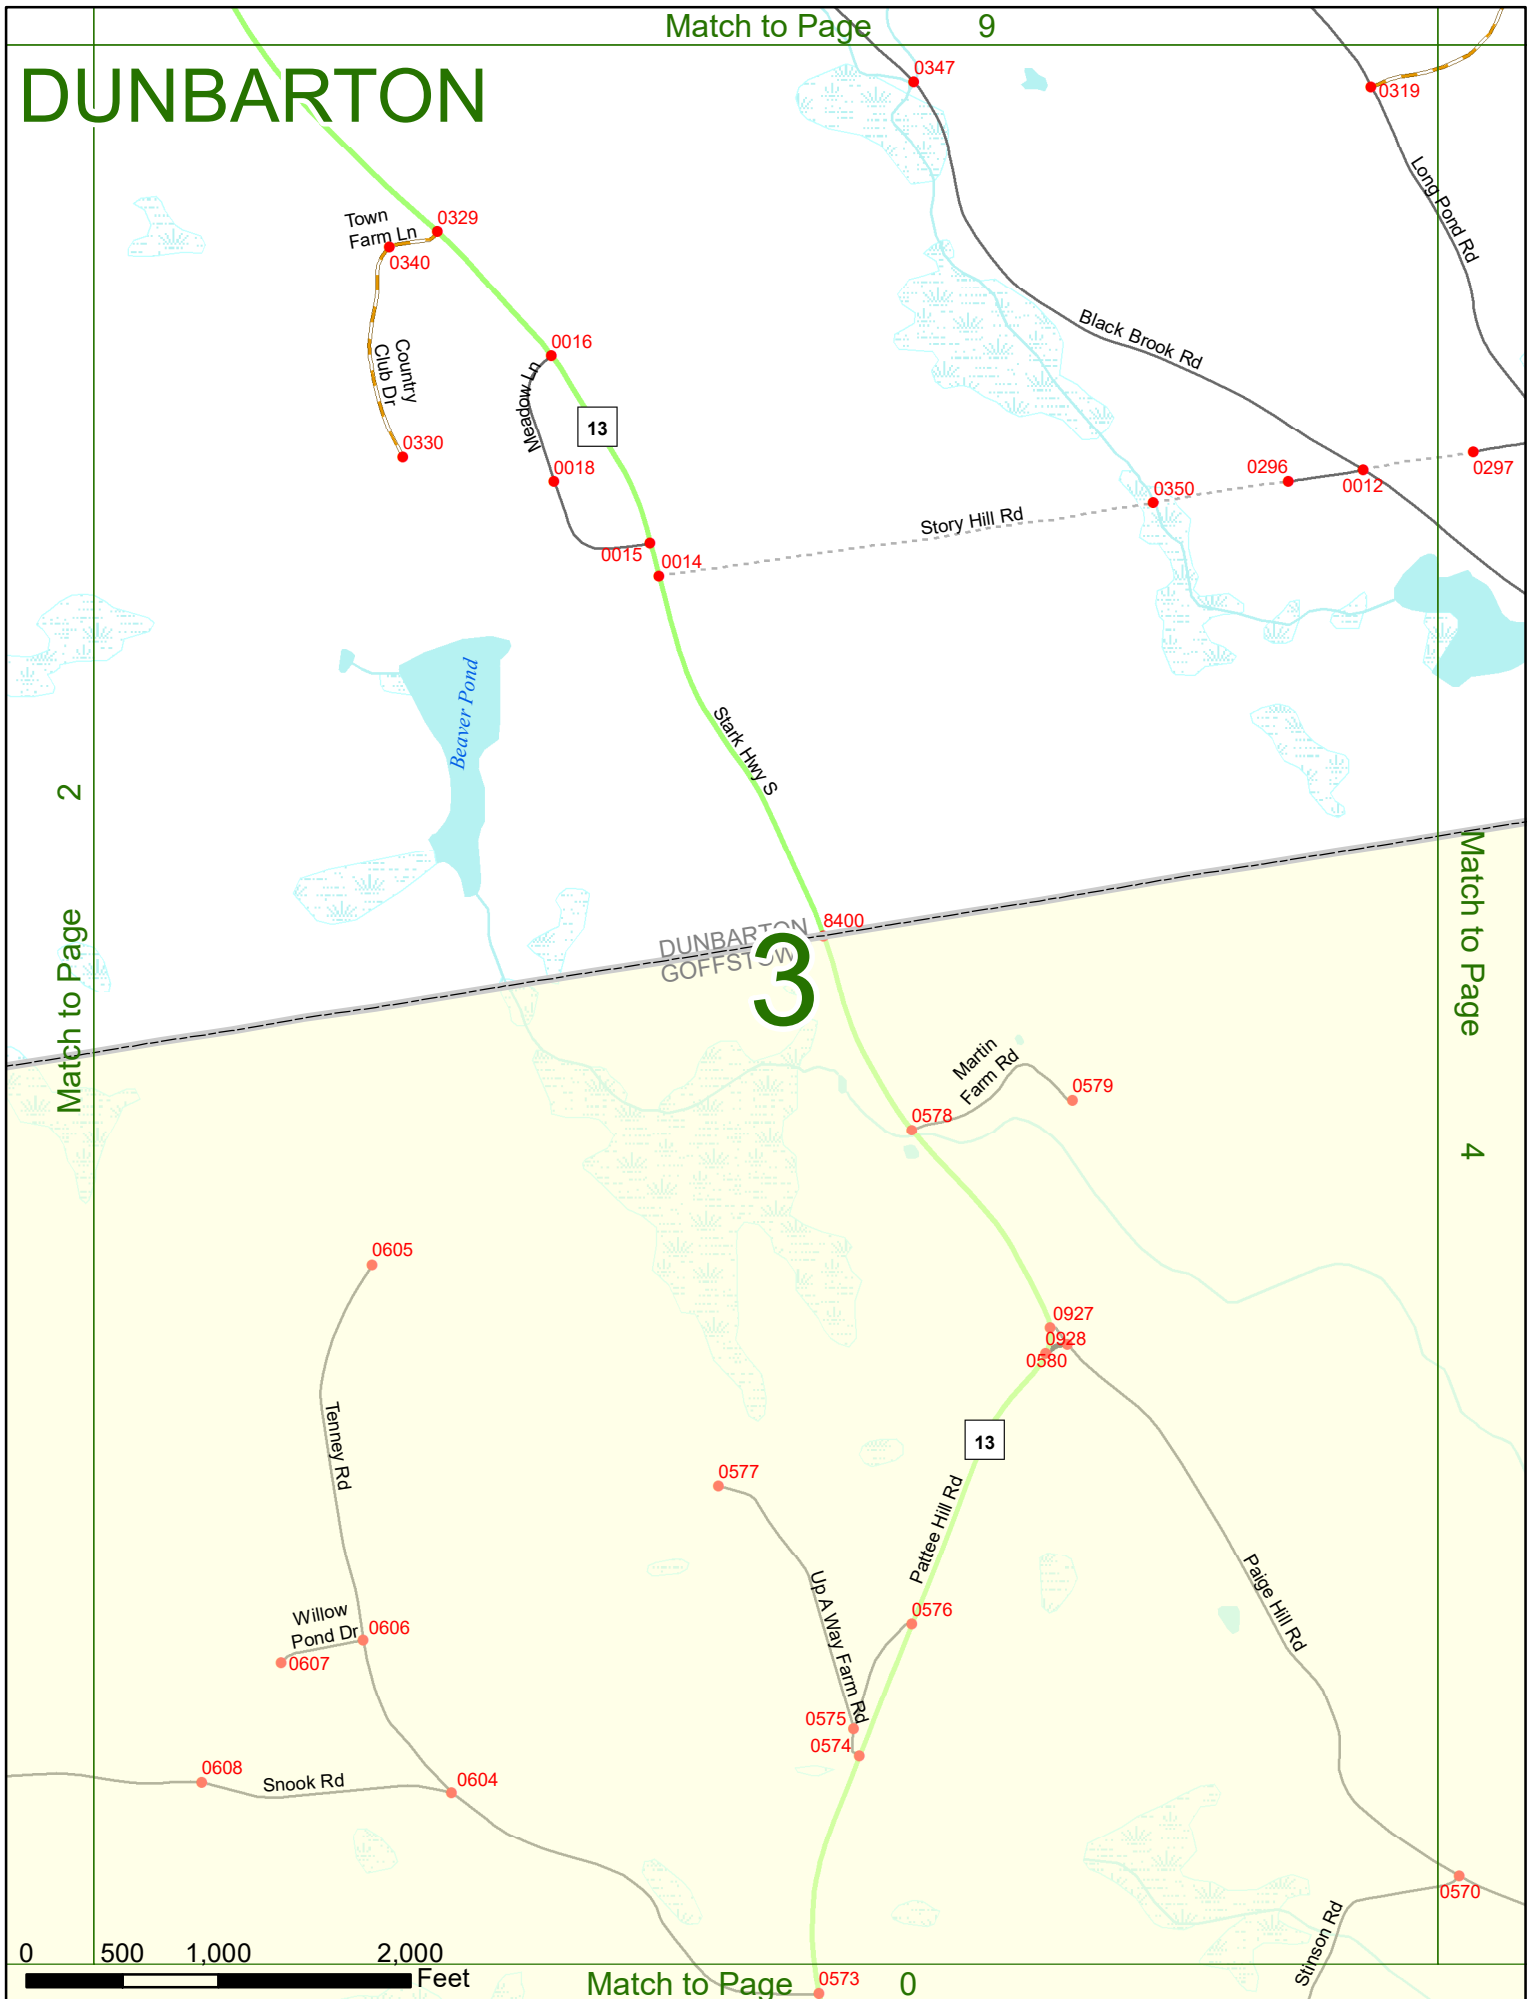 Match to Page 9
DUNBARTON
0347
0319
Long Pond Rd
Town
Farm Ln
0329
0340
Country
Club Dr
0330
0016
Meadow Ln
13
0018
0015
0014
Black Brook Rd
0296
0012
0297
0350
Story Hill Rd
Beaver Pond
Stark Hwy S
Match to Page 2
Match to Page 4
8400
DUNBARTON
GOFFSTOWN
3
Martin
Farm Rd
0579
0578
0605
0927
0928
0580
13
Tenney Rd
0577
Pattee Hill Rd
Up A Way Farm Rd
Paige Hill Rd
0576
Willow
Pond Dr
0606
0607
0575
0574
0608
Snook Rd
0604
0570
Stinson Rd
0 500 1,000 2,000
Feet
Match to Page 0
0573